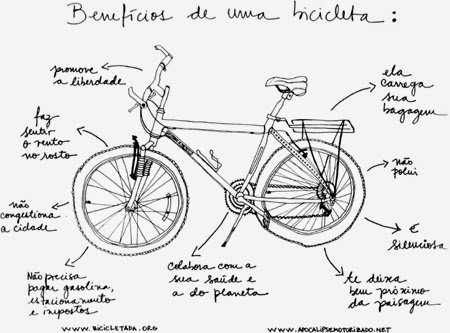 Benefícios de uma bicicleta:
promove
a liberdade
ela
carrega
sua
bagagem
faz
sentir
o vento
no rosto
não
polui
não
congestiona
a cidade
é
silenciosa
Não precisa
pagar gasolina,
estacionamento
e impostos
Colabora com a
sua saúde e
a do planeta
te deixa
bem próximo
da paisagem
WWW.BICICLETADA.ORG
WWW.APOCALIPSEMOTORIZADO.NET